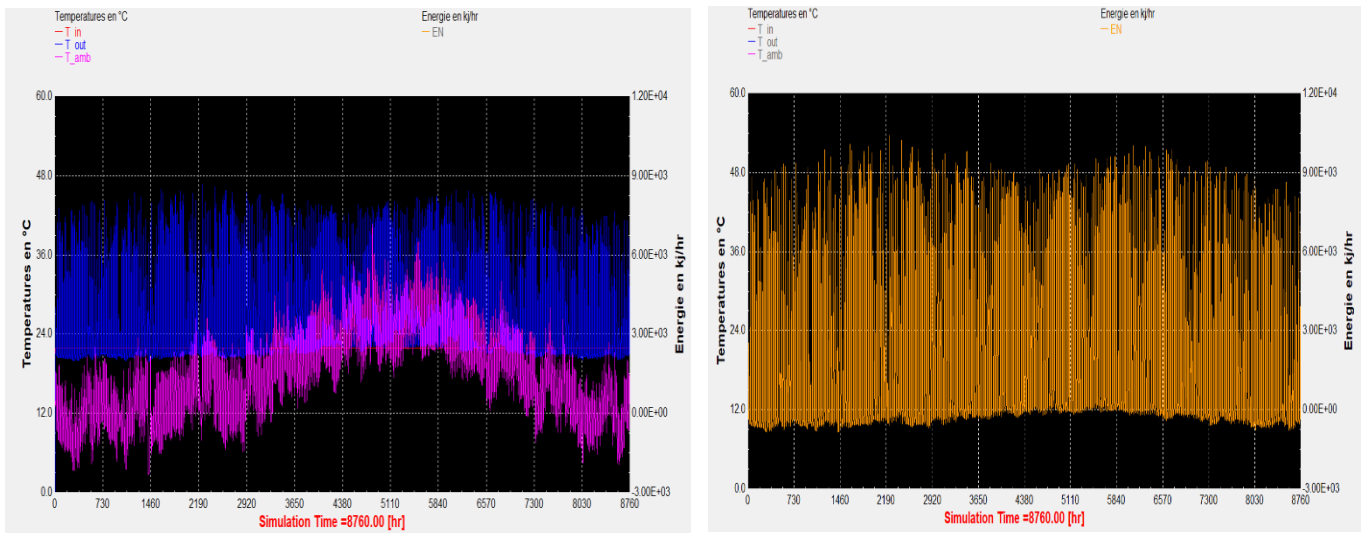 Temperatures en °C
Energie en kj/hr
T_in
EN
T_out
T_amb
60.0
1.20E+04
48.0
9.00E+03
36.0
6.00E+03
24.0
3.00E+03
12.0
0.00E+00
0.0
-3.00E+03
Temperatures en °C
Energie en kj/hr
0 730 1460 2190 2920 3650 4380 5110 5840 6570 7300 8030 8760
Simulation Time =8760.00 [hr]
Temperatures en °C
Energie en kj/hr
T_in
EN
T_out
T_amb
60.0
1.20E+04
48.0
9.00E+03
36.0
6.00E+03
24.0
3.00E+03
12.0
0.00E+00
0.0
-3.00E+03
Temperatures en °C
Energie en kj/hr
0 730 1460 2190 2920 3650 4380 5110 5840 6570 7300 8030 8760
Simulation Time =8760.00 [hr]